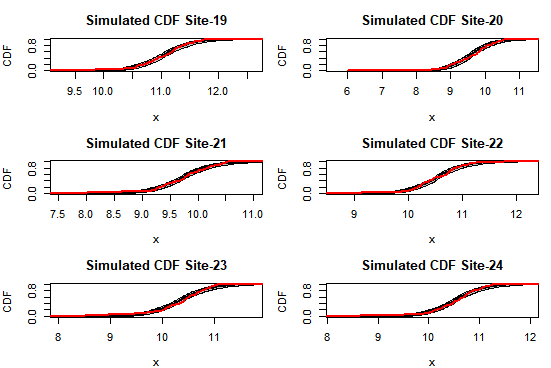 Simulated CDF Site-19
CDF
0.0 0.8
9.5 10.0 11.0 12.0
x
Simulated CDF Site-20
CDF
0.0 0.8
6 7 8 9 10 11
x
Simulated CDF Site-21
CDF
0.0 0.8
7.5 8.0 8.5 9.0 9.5 10.0 11.0
x
Simulated CDF Site-22
CDF
0.0 0.8
9 10 11 12
x
Simulated CDF Site-23
CDF
0.0 0.8
8 9 10 11
x
Simulated CDF Site-24
CDF
0.0 0.8
8 9 10 11 12
x